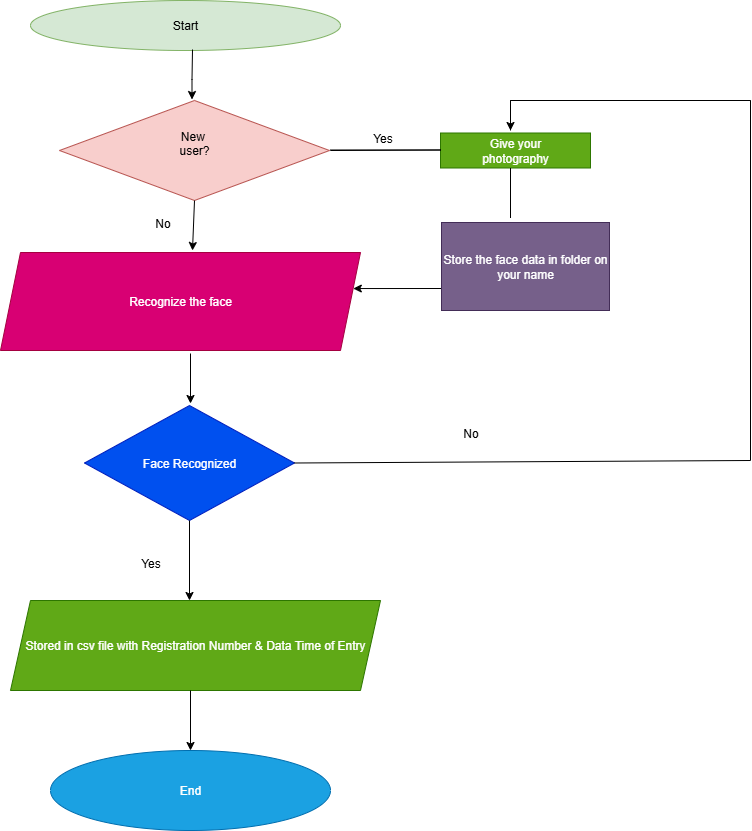 Start
New
user?
Yes
Give your
photography
No
Store the face data in folder on
your name
Recognize the face
No
Face Recognized
Yes
Stored in csv file with Registration Number & Data Time of Entry
End